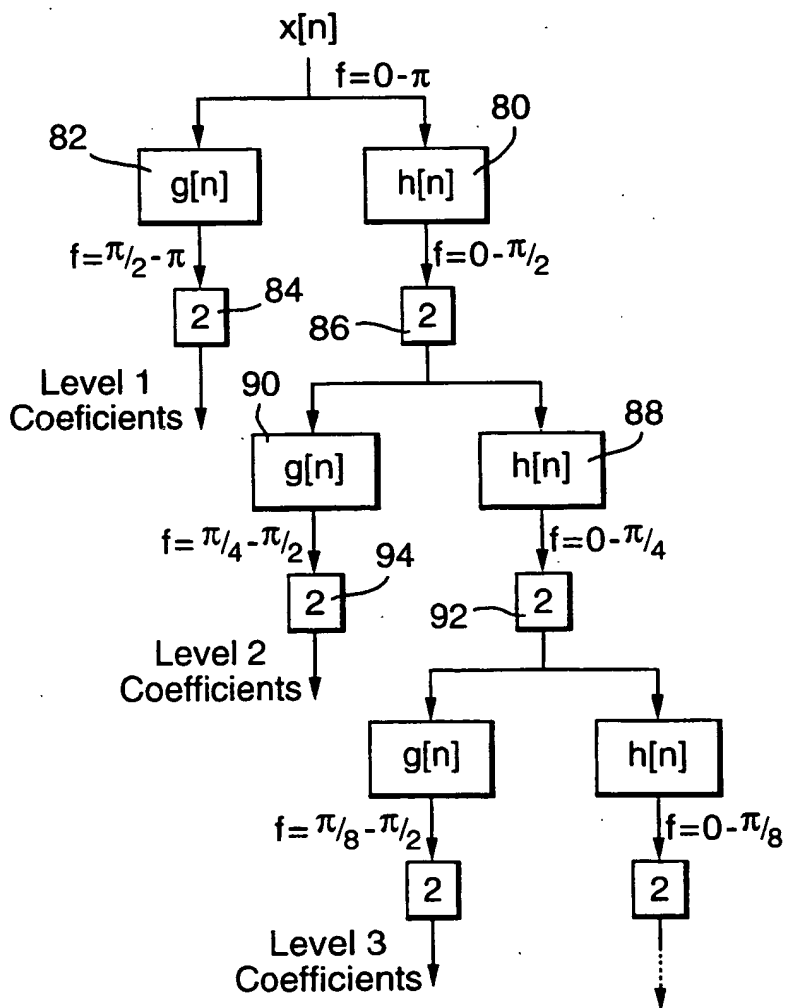 x[n]
f=0-π
82
80
g[n]
h[n]
f=π/2-π
f=0-π/2
2
84
86
2
Level 1
Coeficients
90
88
g[n]
h[n]
f=π/4-π/2
f=0-π/4
2
94
92
2
Level 2
Coefficients
g[n]
h[n]
f=π/8-π/2
f=0-π/8
2
2
Level 3
Coefficients